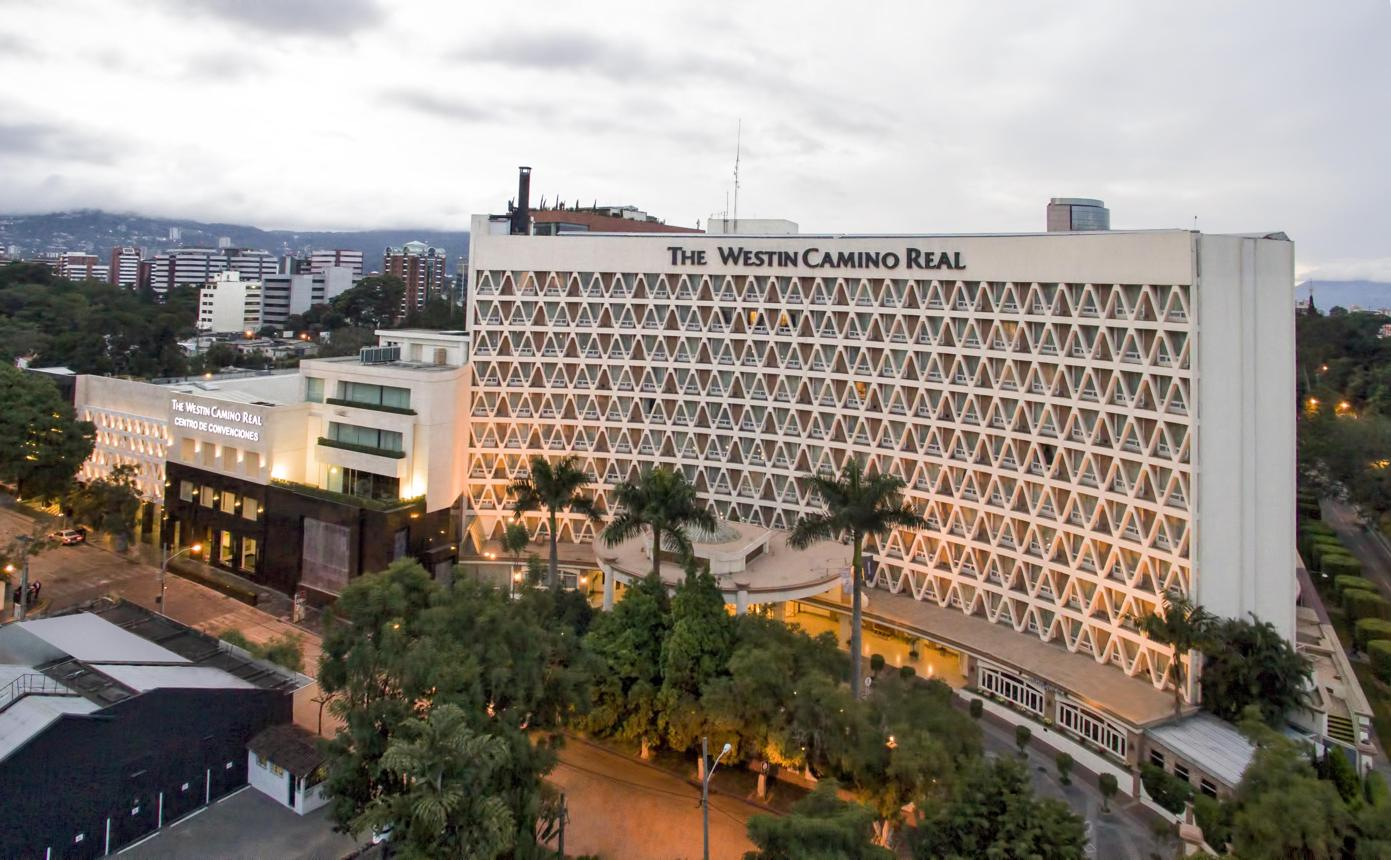 THE WESTIN CAMINO REAL
THE WESTIN CAMINO REAL
CENTRO DE CONVENCIONES